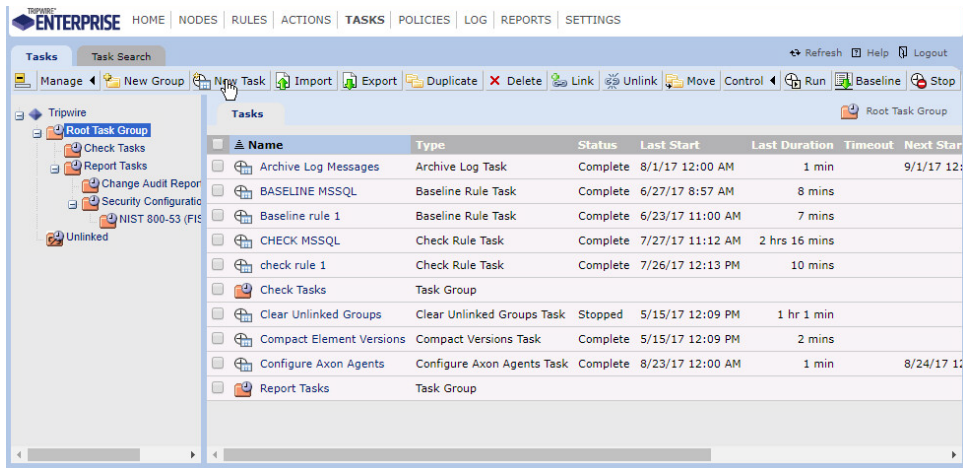 TRIPWIRE
ENTERPRISE HOME NODES RULES ACTIONS TASKS POLICIES LOG REPORTS SETTINGS
Tasks Task Search Refresh Help Logout
Manage New Group New Task Import Export Duplicate Delete Link Unlink Move Control Run Baseline Stop
Tripwire
Root Task Group
Check Tasks
Report Tasks
Change Audit Report
Security Configuratio
NIST 800-53 (FIS
Unlinked
Tasks Root Task Group
Name Type Status Last Start Last Duration Timeout Next Star
Archive Log Messages Archive Log Task Complete 8/1/17 12:00 AM 1 min 9/1/17 12:
BASELINE MSSQL Baseline Rule Task Complete 6/27/17 8:57 AM 8 mins
Baseline rule 1 Baseline Rule Task Complete 6/23/17 11:00 AM 7 mins
CHECK MSSQL Check Rule Task Complete 7/27/17 11:12 AM 2 hrs 16 mins
check rule 1 Check Rule Task Complete 7/26/17 12:13 PM 10 mins
Check Tasks Task Group
Clear Unlinked Groups Clear Unlinked Groups Task Stopped 5/15/17 12:09 PM 1 hr 1 min
Compact Element Versions Compact Versions Task Complete 5/15/17 12:09 PM 2 mins
Configure Axon Agents Configure Axon Agents Task Complete 8/23/17 12:00 AM 1 min 8/24/17 12
Report Tasks Task Group